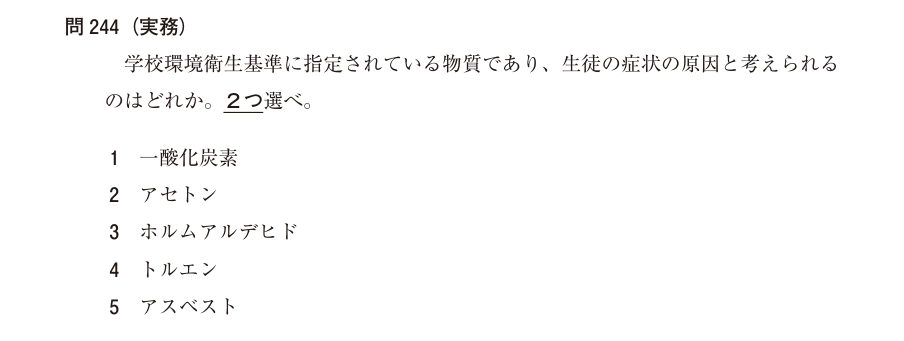 問 244（実務）
学校環境衛生基準に指定されている物質であり、生徒の症状の原因と考えられる
のはどれか。２つ選べ。
1 一酸化炭素
2 アセトン
3 ホルムアルデヒド
4 トルエン
5 アスベスト